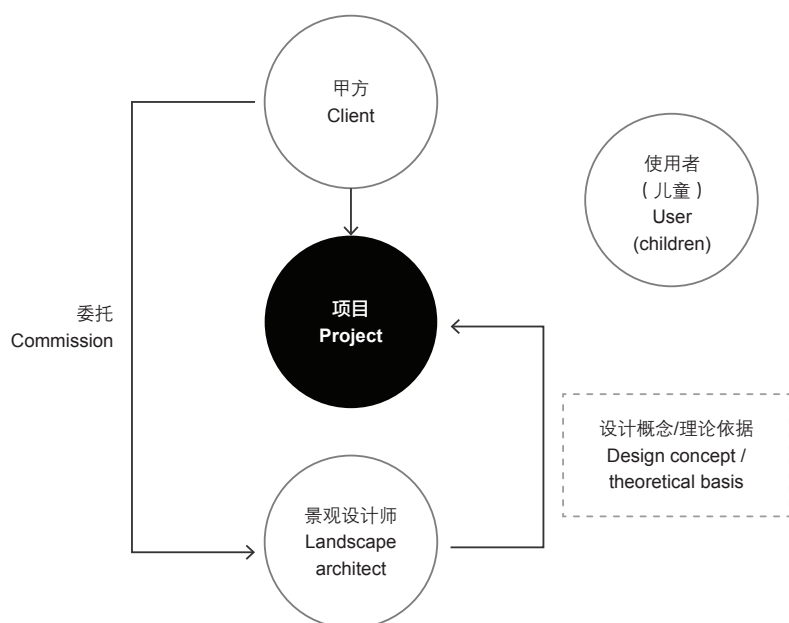 甲方
Client
使用者
（儿童）
User
(children)
项目
Project
委托
Commission
设计概念/理论依据
Design concept /
theoretical basis
景观设计师
Landscape
architect